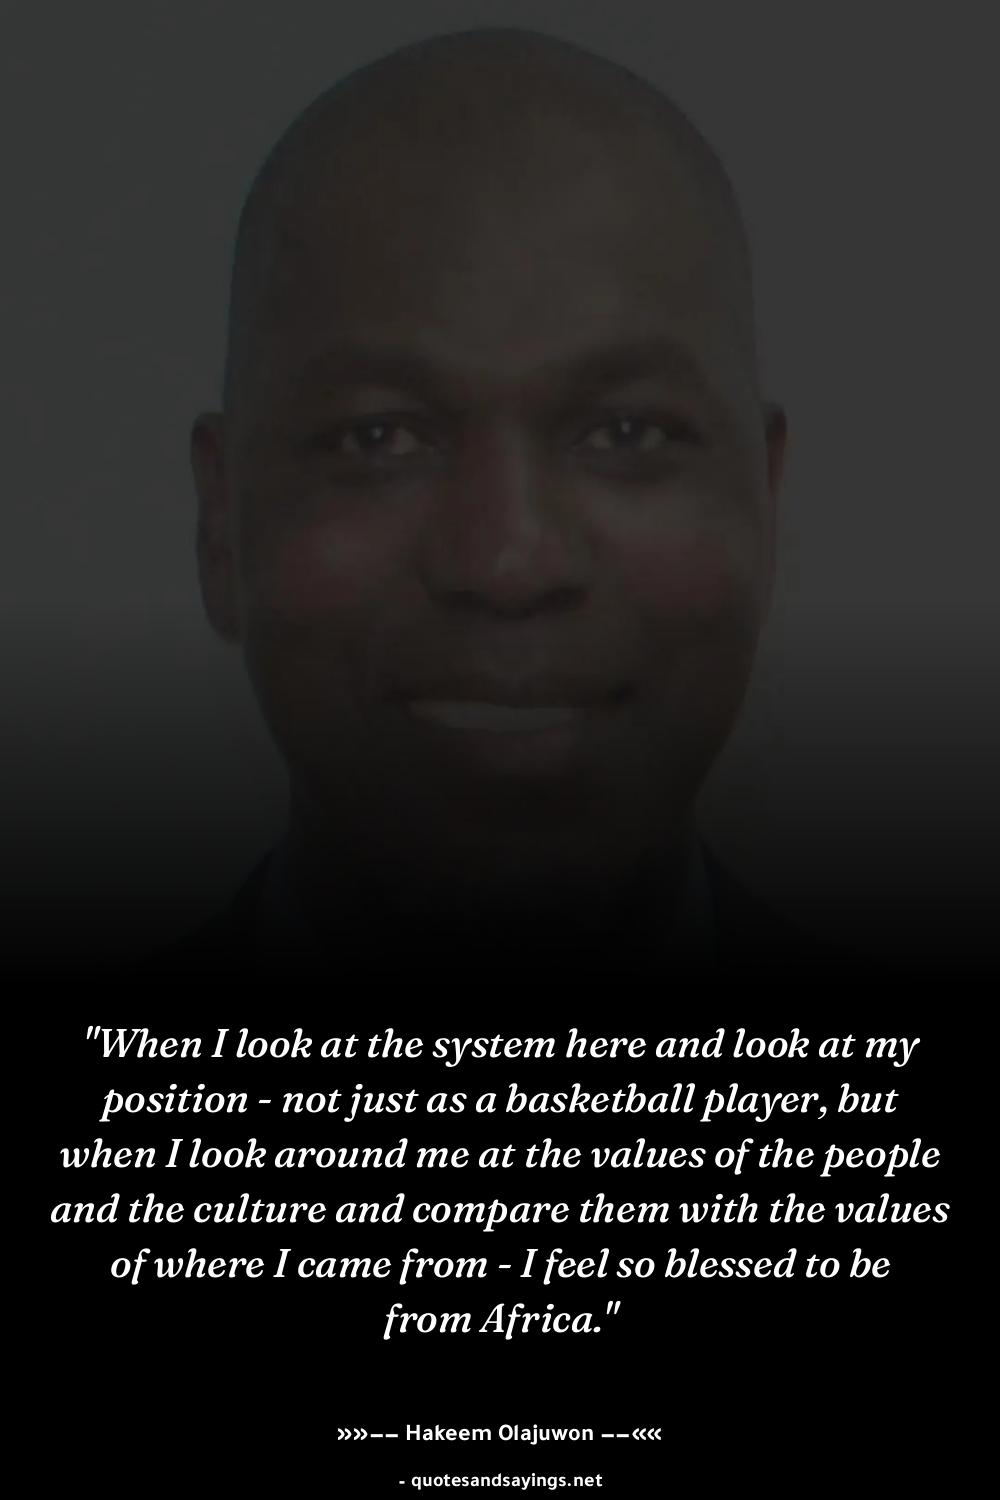 "When I look at the system here and look at my
position - not just as a basketball player, but
when I look around me at the values of the people
and the culture and compare them with the values
of where I came from - I feel so blessed to be
from Africa."
»»–– Hakeem Olajuwon ––««
- quotesandsayings.net